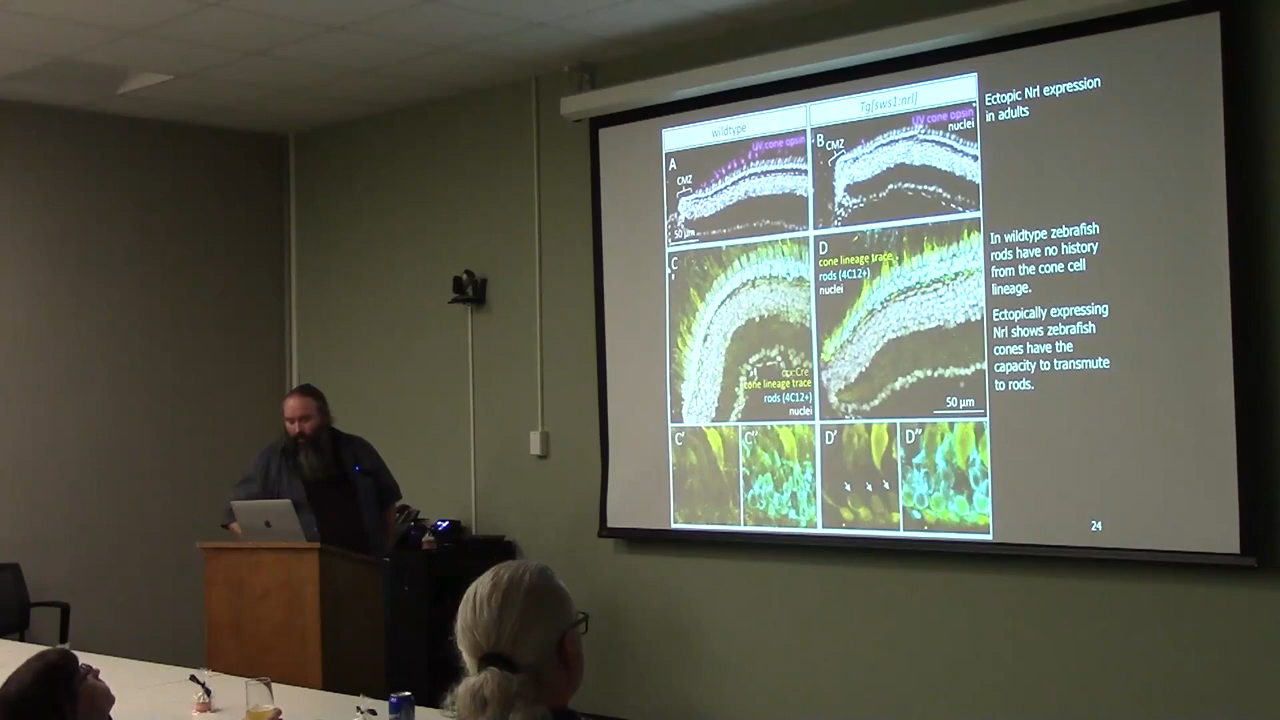 wildtype
Tg[sws1:nrl]
A
UV cone opsin
CMZ
50 µm
B
CMZ
UV cone opsin
nuclei
C
crx:Cre
cone lineage trace
rods (4C12+)
nuclei
D
cone lineage trace
rods (4C12+)
nuclei
50 µm
C'
C''
D'
D''
Ectopic Nrl expression
in adults
In wildtype zebrafish
rods have no history
from the cone cell
lineage.
Ectopically expressing
Nrl shows zebrafish
cones have the
capacity to transmute
to rods.
24